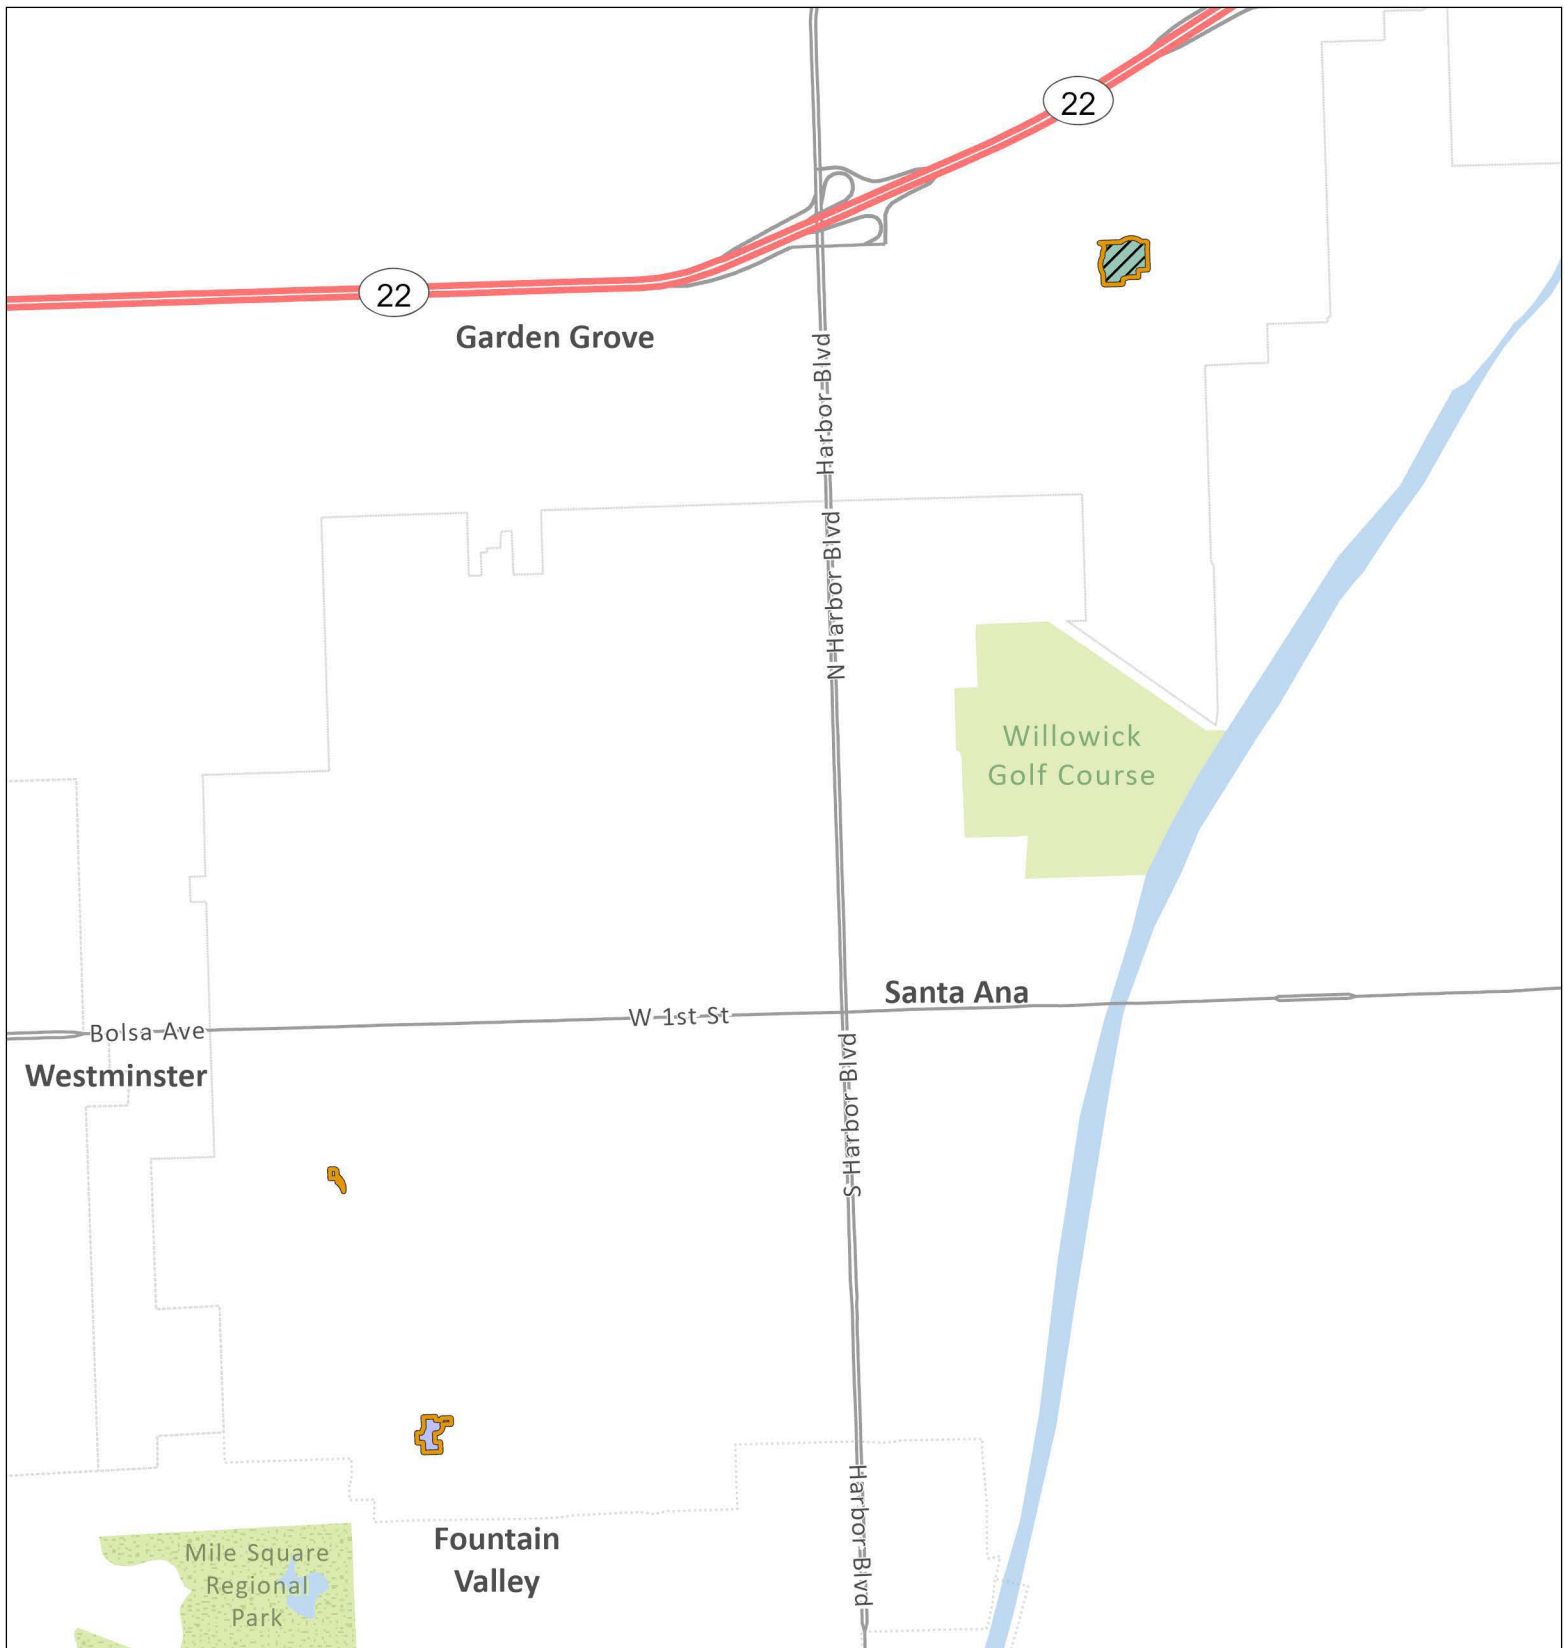 22
22
Garden Grove
Harbor Blvd
N Harbor Blvd
Willowick
Golf Course
Santa Ana
W 1st St
Bolsa Ave
Westminster
S Harbor Blvd
Harbor Blvd
Fountain
Valley
Mile Square
Regional
Park